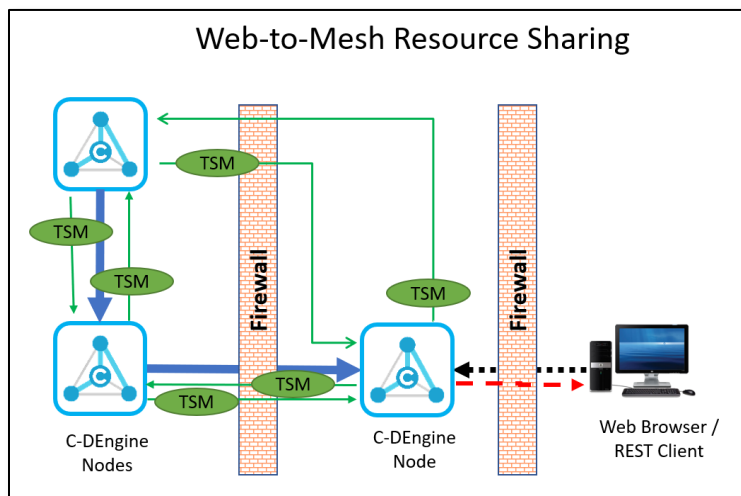 Web-to-Mesh Resource Sharing
Firewall
Firewall
TSM
TSM
TSM
TSM
TSM
TSM
C-DEngine
Nodes
C-DEngine
Node
Web Browser /
REST Client